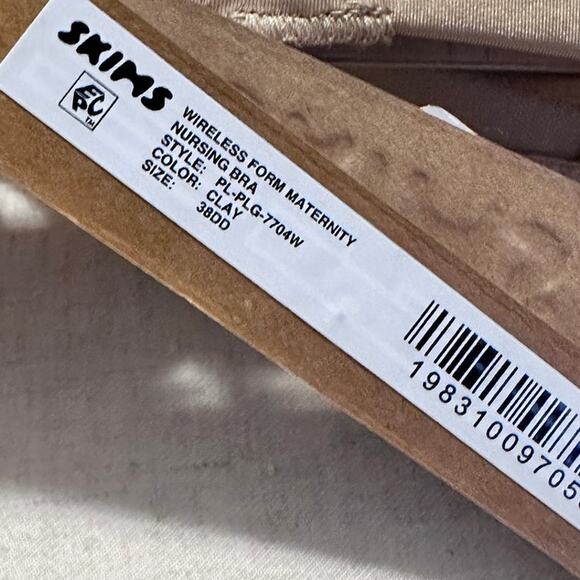 SKIMS
EPC
TM
WIRELESS FORM MATERNITY
NURSING BRA
STYLE: PL-PLG-7704W
COLOR: CLAY
SIZE: 38DD
19831009705